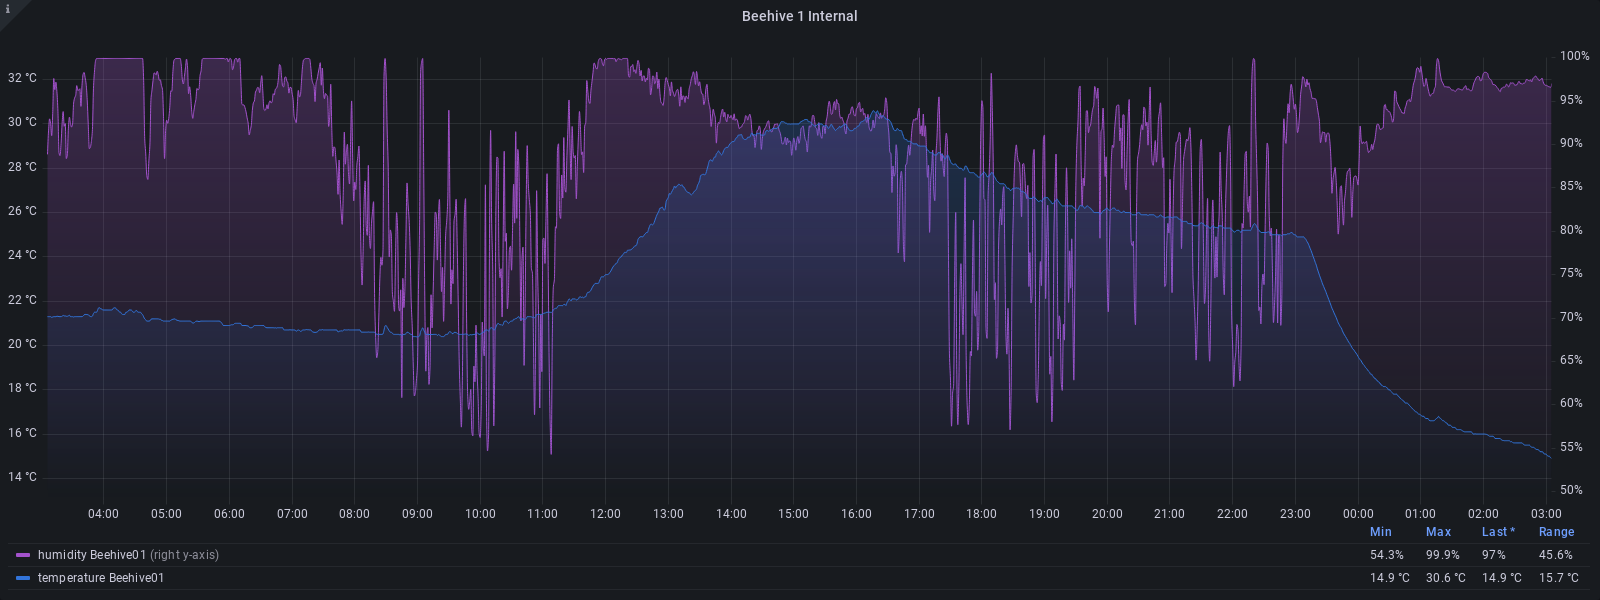 i
Beehive 1 Internal
100%
32 °C
95%
30 °C
90%
28 °C
85%
26 °C
80%
24 °C
75%
22 °C
70%
20 °C
65%
18 °C
60%
16 °C
55%
14 °C
50%
04:00 05:00 06:00 07:00 08:00 09:00 10:00 11:00 12:00 13:00 14:00 15:00 16:00 17:00 18:00 19:00 20:00 21:00 22:00 23:00 00:00 01:00 02:00 03:00
Min Max Last * Range
humidity Beehive01 (right y-axis) 54.3% 99.9% 97% 45.6%
temperature Beehive01 14.9 °C 30.6 °C 14.9 °C 15.7 °C